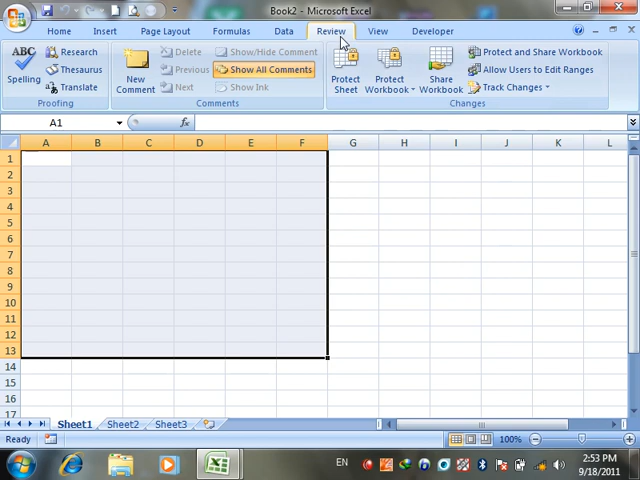 Book2 - Microsoft Excel
Home Insert Page Layout Formulas Data Review View Developer
ABC
Spelling
Research
Thesaurus
Translate
Proofing
New Comment
Delete
Previous
Next
Show/Hide Comment
Show All Comments
Show Ink
Comments
Protect Sheet
Protect Workbook
Share Workbook
Protect and Share Workbook
Allow Users to Edit Ranges
Track Changes
Changes
A1 fx
A B C D E F G H I J K L
1
2
3
4
5
6
7
8
9
10
11
12
13
14
15
16
17
Sheet1 Sheet2 Sheet3
Ready 100%
EN 2:53 PM
9/18/2011